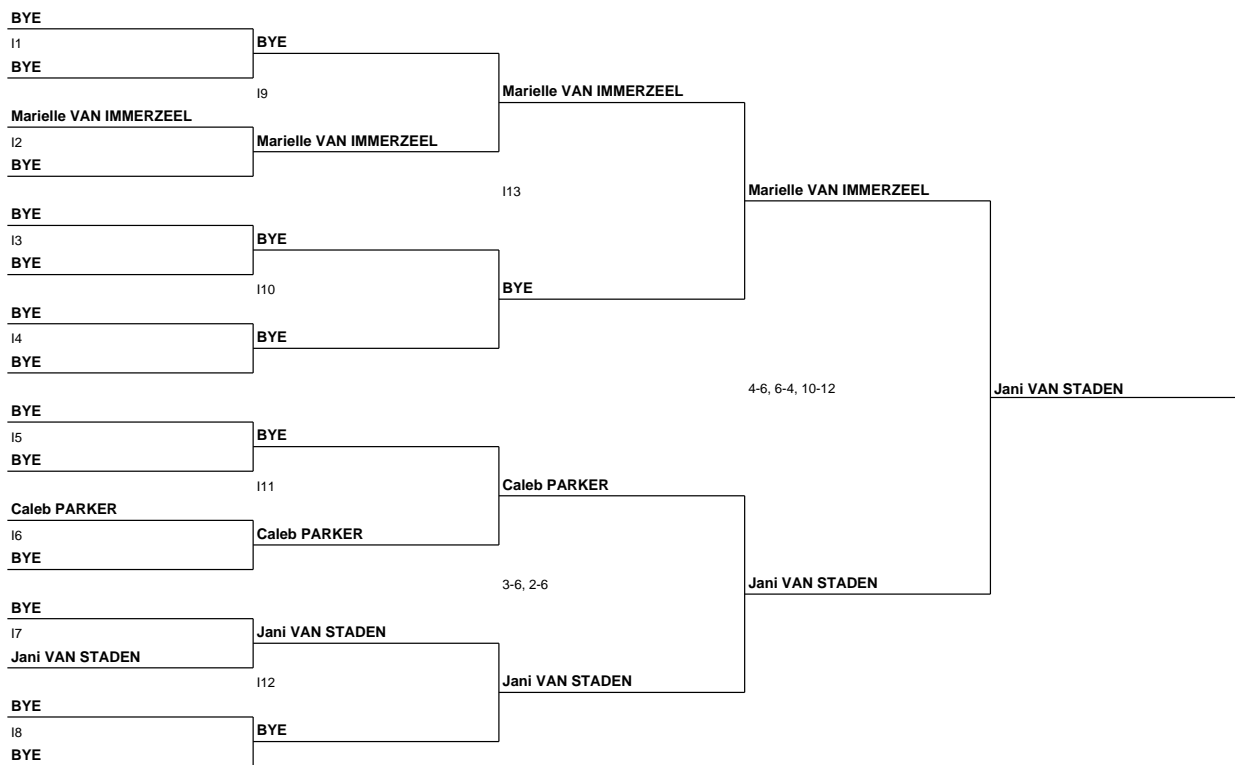 BYE
I1
BYE
BYE
I9
Marielle VAN IMMERZEEL
Marielle VAN IMMERZEEL
I2
Marielle VAN IMMERZEEL
BYE
I13
Marielle VAN IMMERZEEL
BYE
I3
BYE
BYE
I10
BYE
BYE
I4
BYE
BYE
4-6, 6-4, 10-12
Jani VAN STADEN
BYE
I5
BYE
BYE
I11
Caleb PARKER
Caleb PARKER
I6
Caleb PARKER
BYE
3-6, 2-6
Jani VAN STADEN
BYE
I7
Jani VAN STADEN
Jani VAN STADEN
I12
Jani VAN STADEN
BYE
I8
BYE
BYE